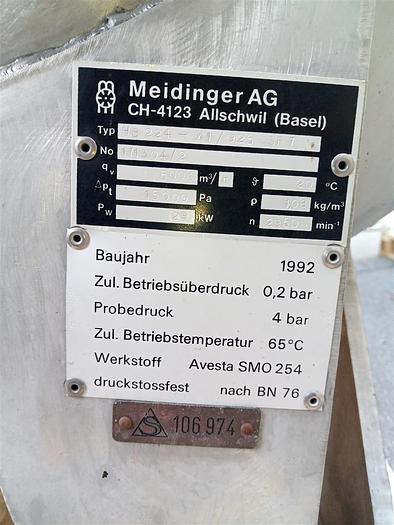 Meidinger AG
CH-4123 Allschwil (Basel)
Typ
No
qv m³/ ϑ 20 °C
Δpt Pa ρ kg/m³
Pw kW n min⁻¹
Baujahr 1992
Zul. Betriebsüberdruck 0,2 bar
Probedruck 4 bar
Zul. Betriebstemperatur 65°C
Werkstoff Avesta SMO 254
druckstossfest nach BN 76
S 106 974